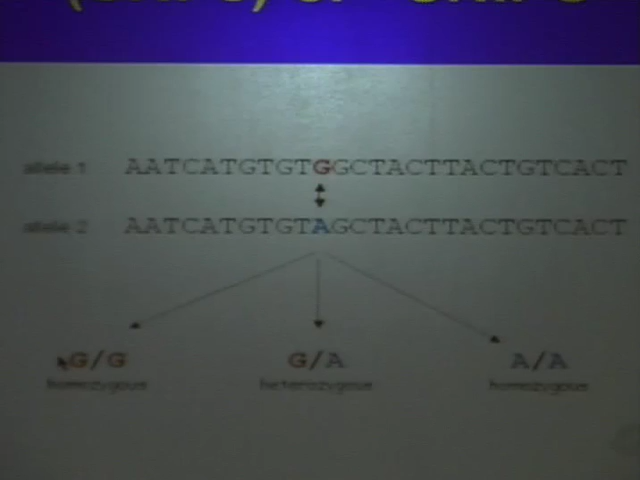 allele 1 AATCATGTGTGGCTACTTACTGTCACT
allele 2 AATCATGTGTAGCTACTTACTGTCACT
G/G G/A A/A
homozygous heterozygous homozygous